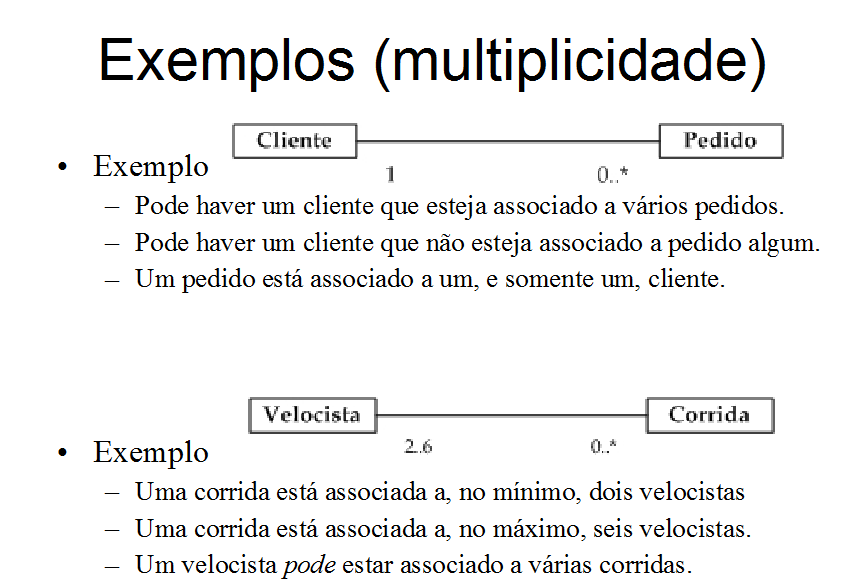 Exemplos (multiplicidade)
Cliente Pedido
1 0..*
• Exemplo
– Pode haver um cliente que esteja associado a vários pedidos.
– Pode haver um cliente que não esteja associado a pedido algum.
– Um pedido está associado a um, e somente um, cliente.
Velocista Corrida
2..6 0..*
• Exemplo
– Uma corrida está associada a, no mínimo, dois velocistas
– Uma corrida está associada a, no máximo, seis velocistas.
– Um velocista pode estar associado a várias corridas.